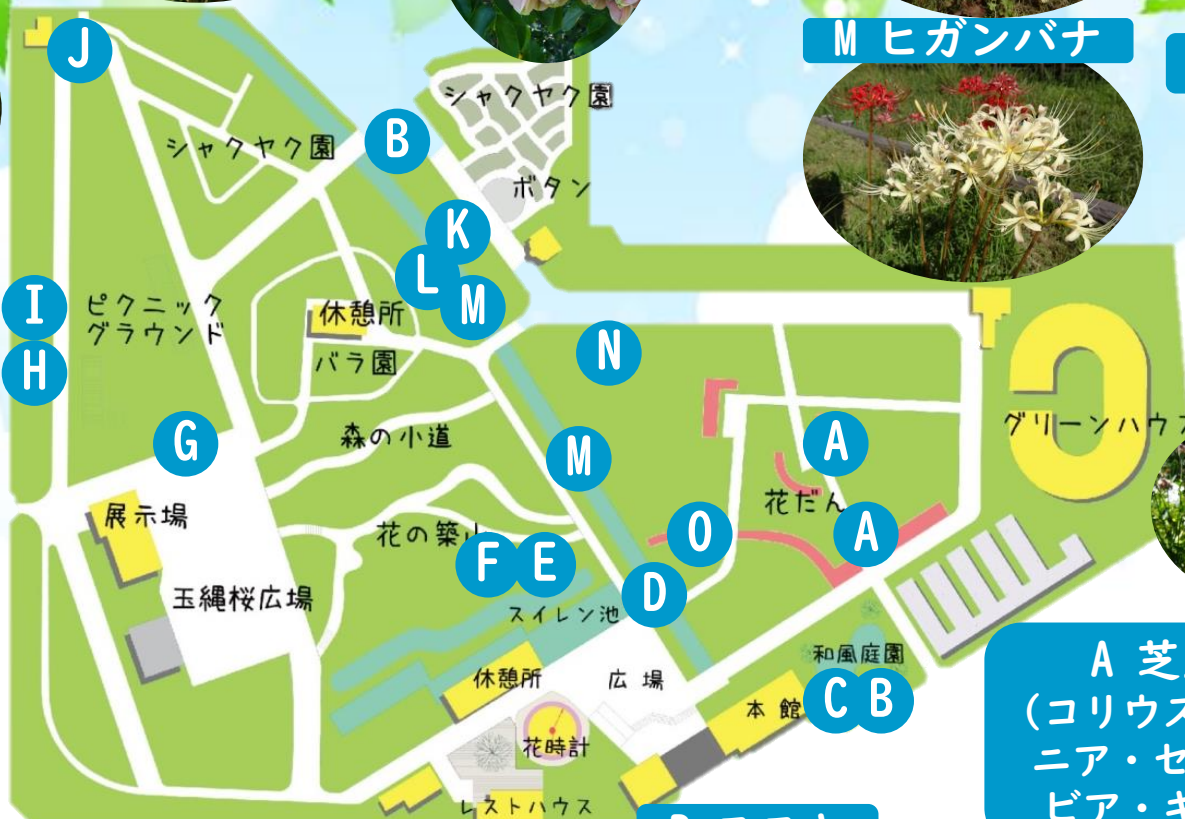 M ヒガンバナ
J
シャクヤク園
シャクヤク園
B
ボタン
K
L
M
I
H
ピクニック
グラウンド
休憩所
バラ園
N
G
森の小道
M
A
グリーンハウス
花だん
展示場
花の築山
O
A
F
E
D
玉縄桜広場
スイレン池
和風庭園
休憩所
広場
本館
C
B
花時計
レストハウス
A 芝
(コリウス
ニア・セ
ビア・キ